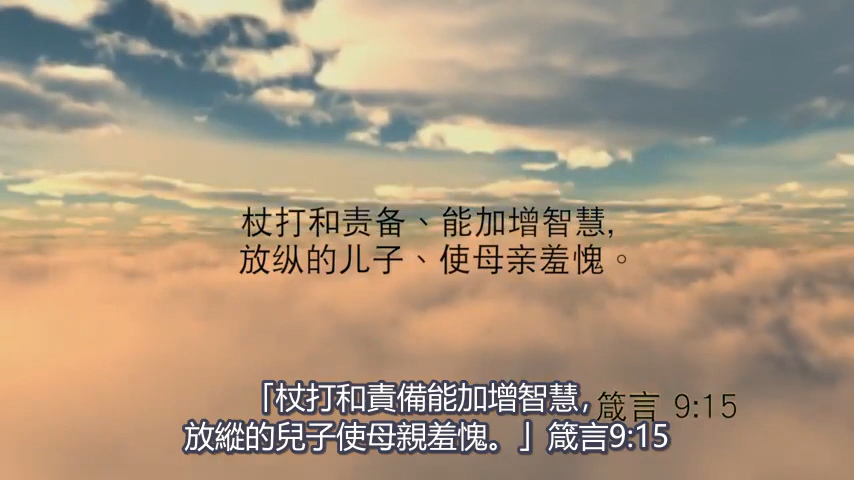 杖打和责备、能加增智慧,
放纵的儿子、使母亲羞愧。
箴言 9:15
「杖打和責備能加增智慧,
放縱的兒子使母親羞愧。」箴言9:15